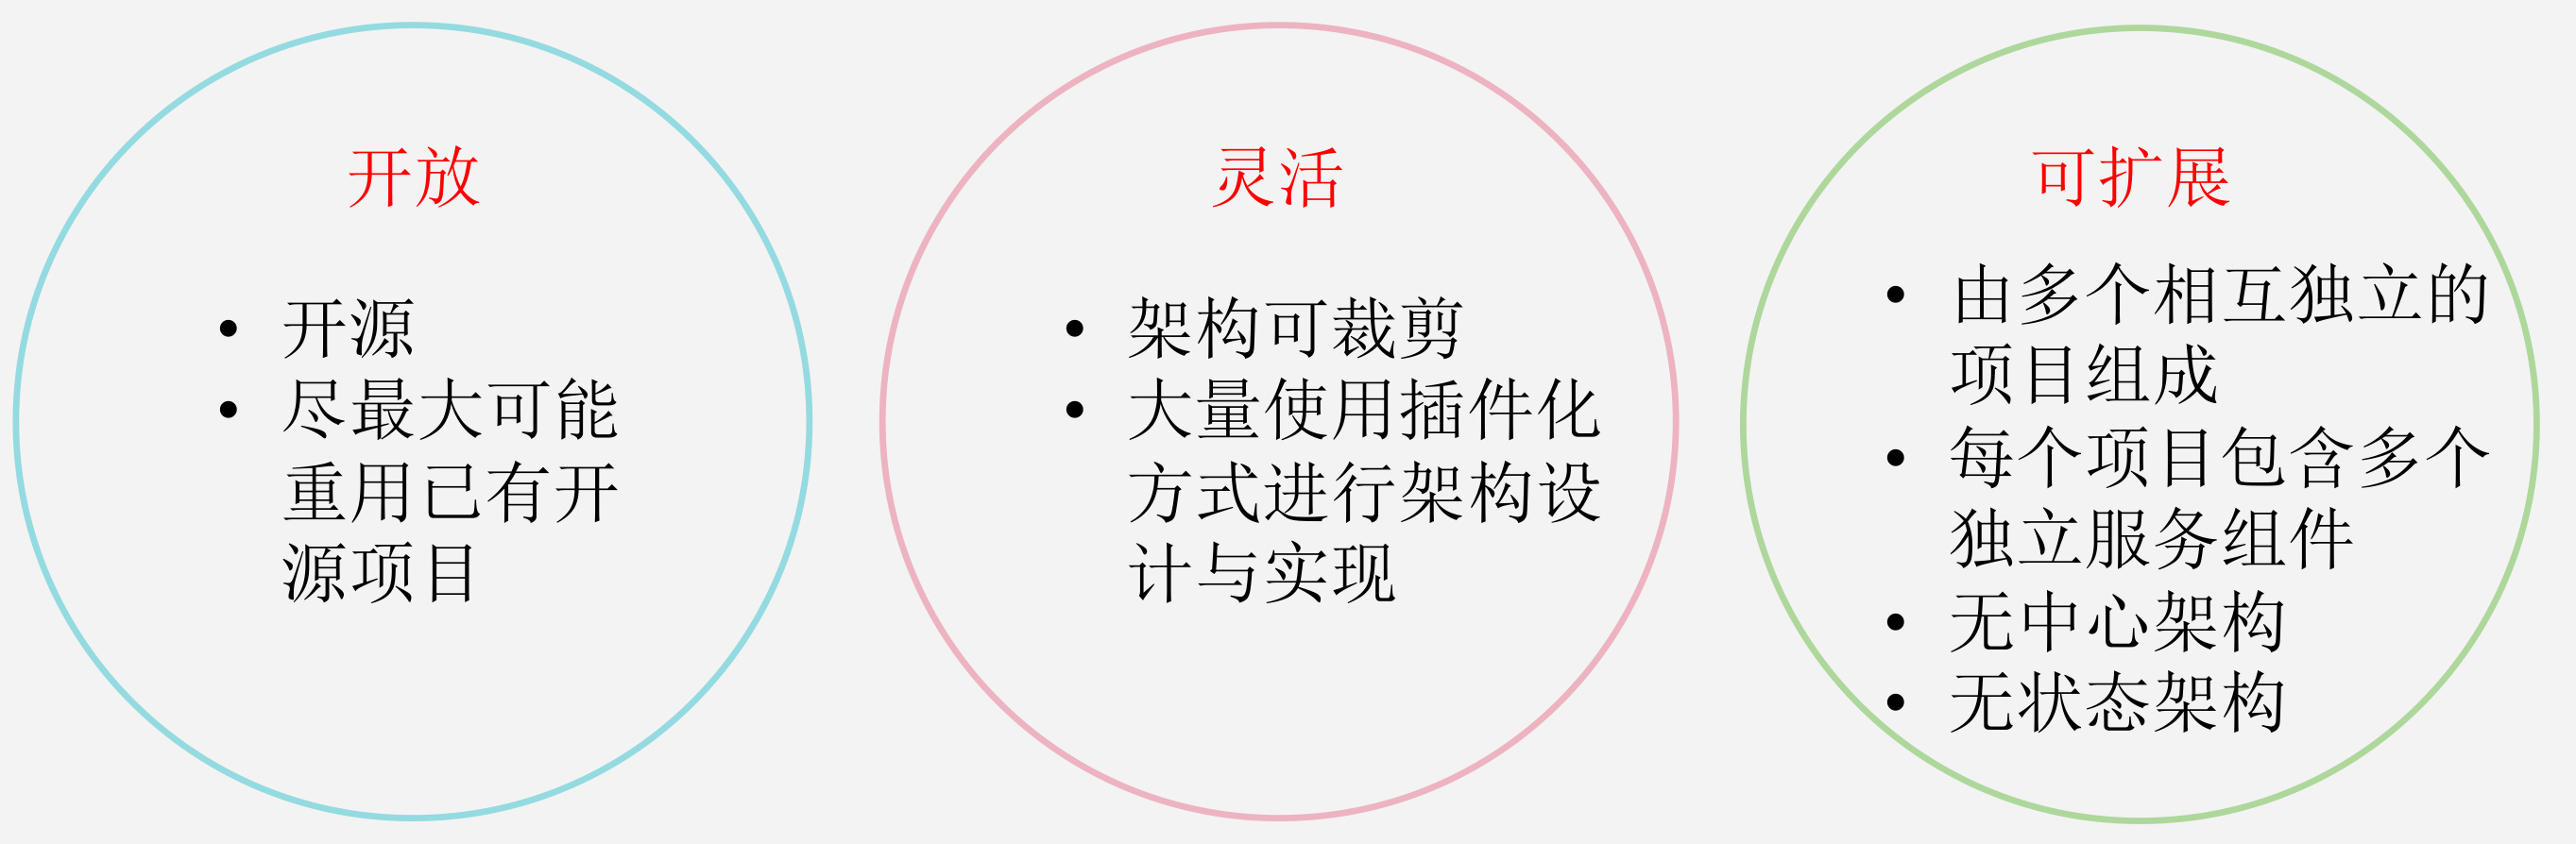 开放
• 开源
• 尽最大可能
重用已有开
源项目
灵活
• 架构可裁剪
• 大量使用插件化
方式进行架构设
计与实现
可扩展
• 由多个相互独立的
项目组成
• 每个项目包含多个
独立服务组件
• 无中心架构
• 无状态架构